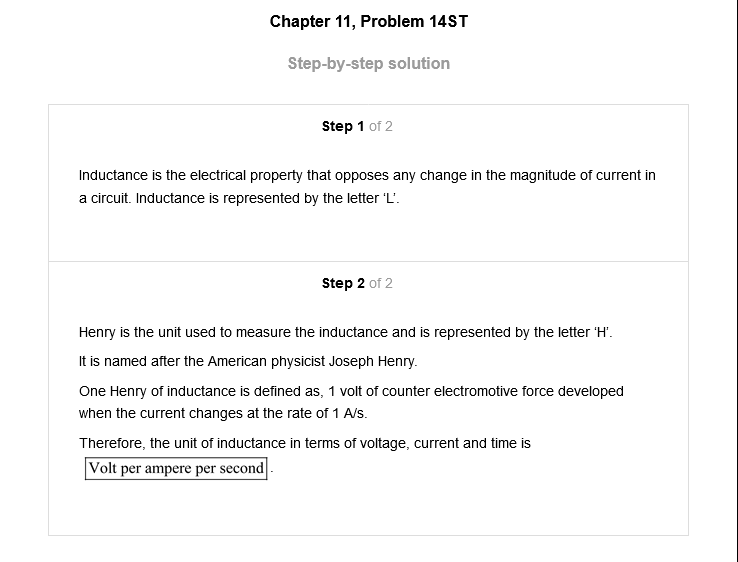 Chapter 11, Problem 14ST
Step-by-step solution
Step 1 of 2
Inductance is the electrical property that opposes any change in the magnitude of current in
a circuit. Inductance is represented by the letter ‘L’.
Step 2 of 2
Henry is the unit used to measure the inductance and is represented by the letter ‘H’.
It is named after the American physicist Joseph Henry.
One Henry of inductance is defined as, 1 volt of counter electromotive force developed
when the current changes at the rate of 1 A/s.
Therefore, the unit of inductance in terms of voltage, current and time is
Volt per ampere per second.